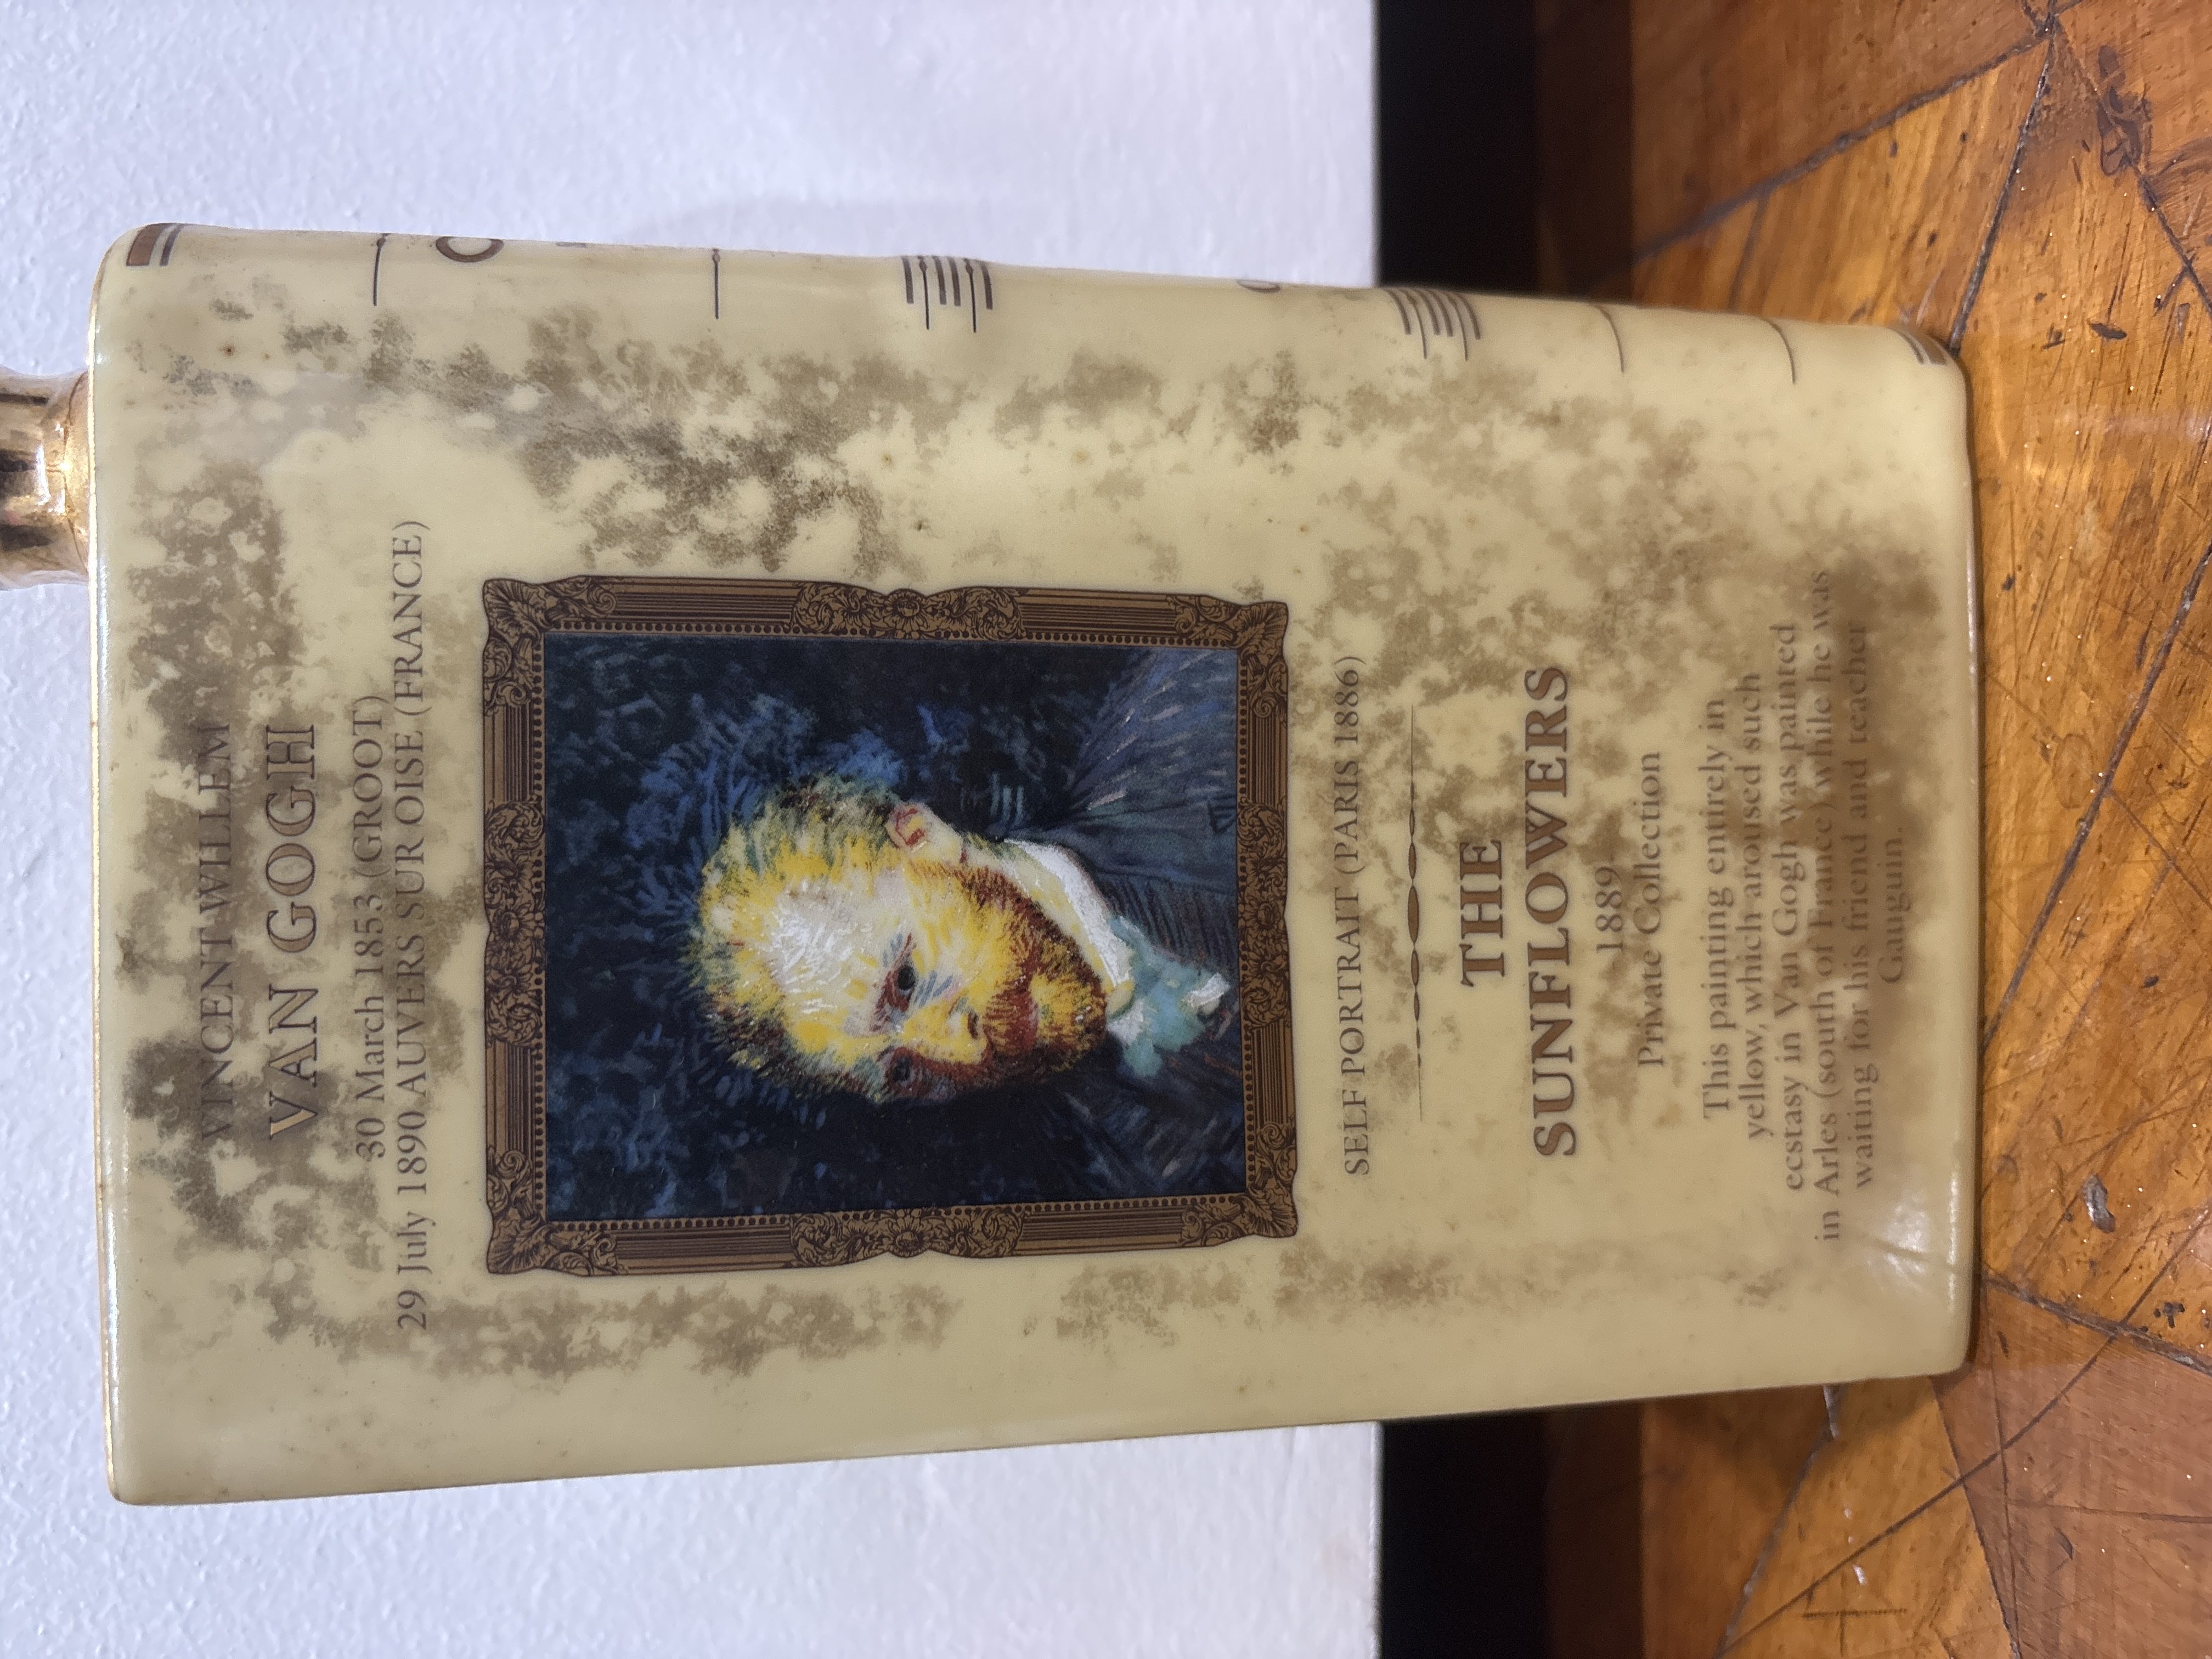 VINCENT WILLEM
VAN GOGH
30 March 1853 (GROOT)
29 July 1890 AUVERS SUR OISE (FRANCE)
SELF PORTRAIT (PARIS 1886)
THE
SUNFLOWERS
1889
Private Collection
This painting entirely in
yellow, which aroused such
ecstasy in Van Gogh was painted
in Arles (south of France) while he was
waiting for his friend and teacher
Gauguin.